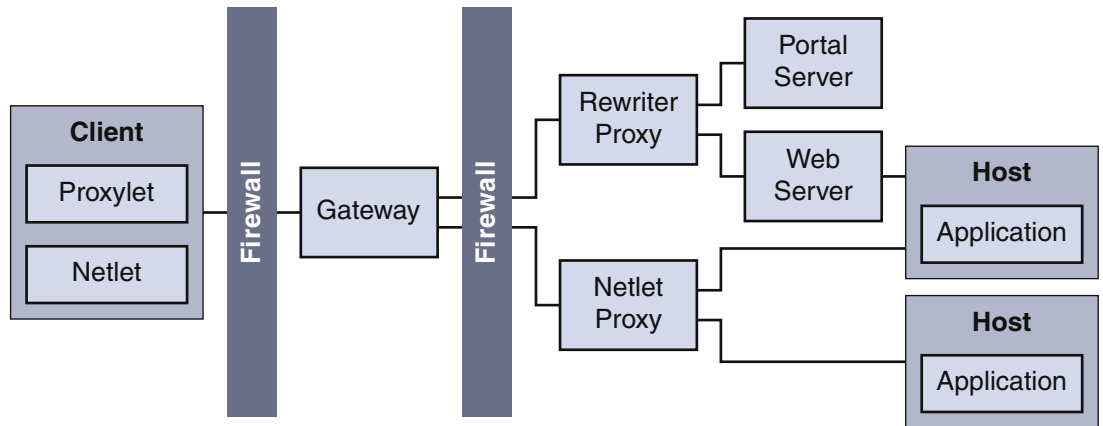 Client
Proxylet
Netlet
Firewall
Gateway
Firewall
Rewriter
Proxy
Netlet
Proxy
Portal
Server
Web
Server
Host
Application
Host
Application